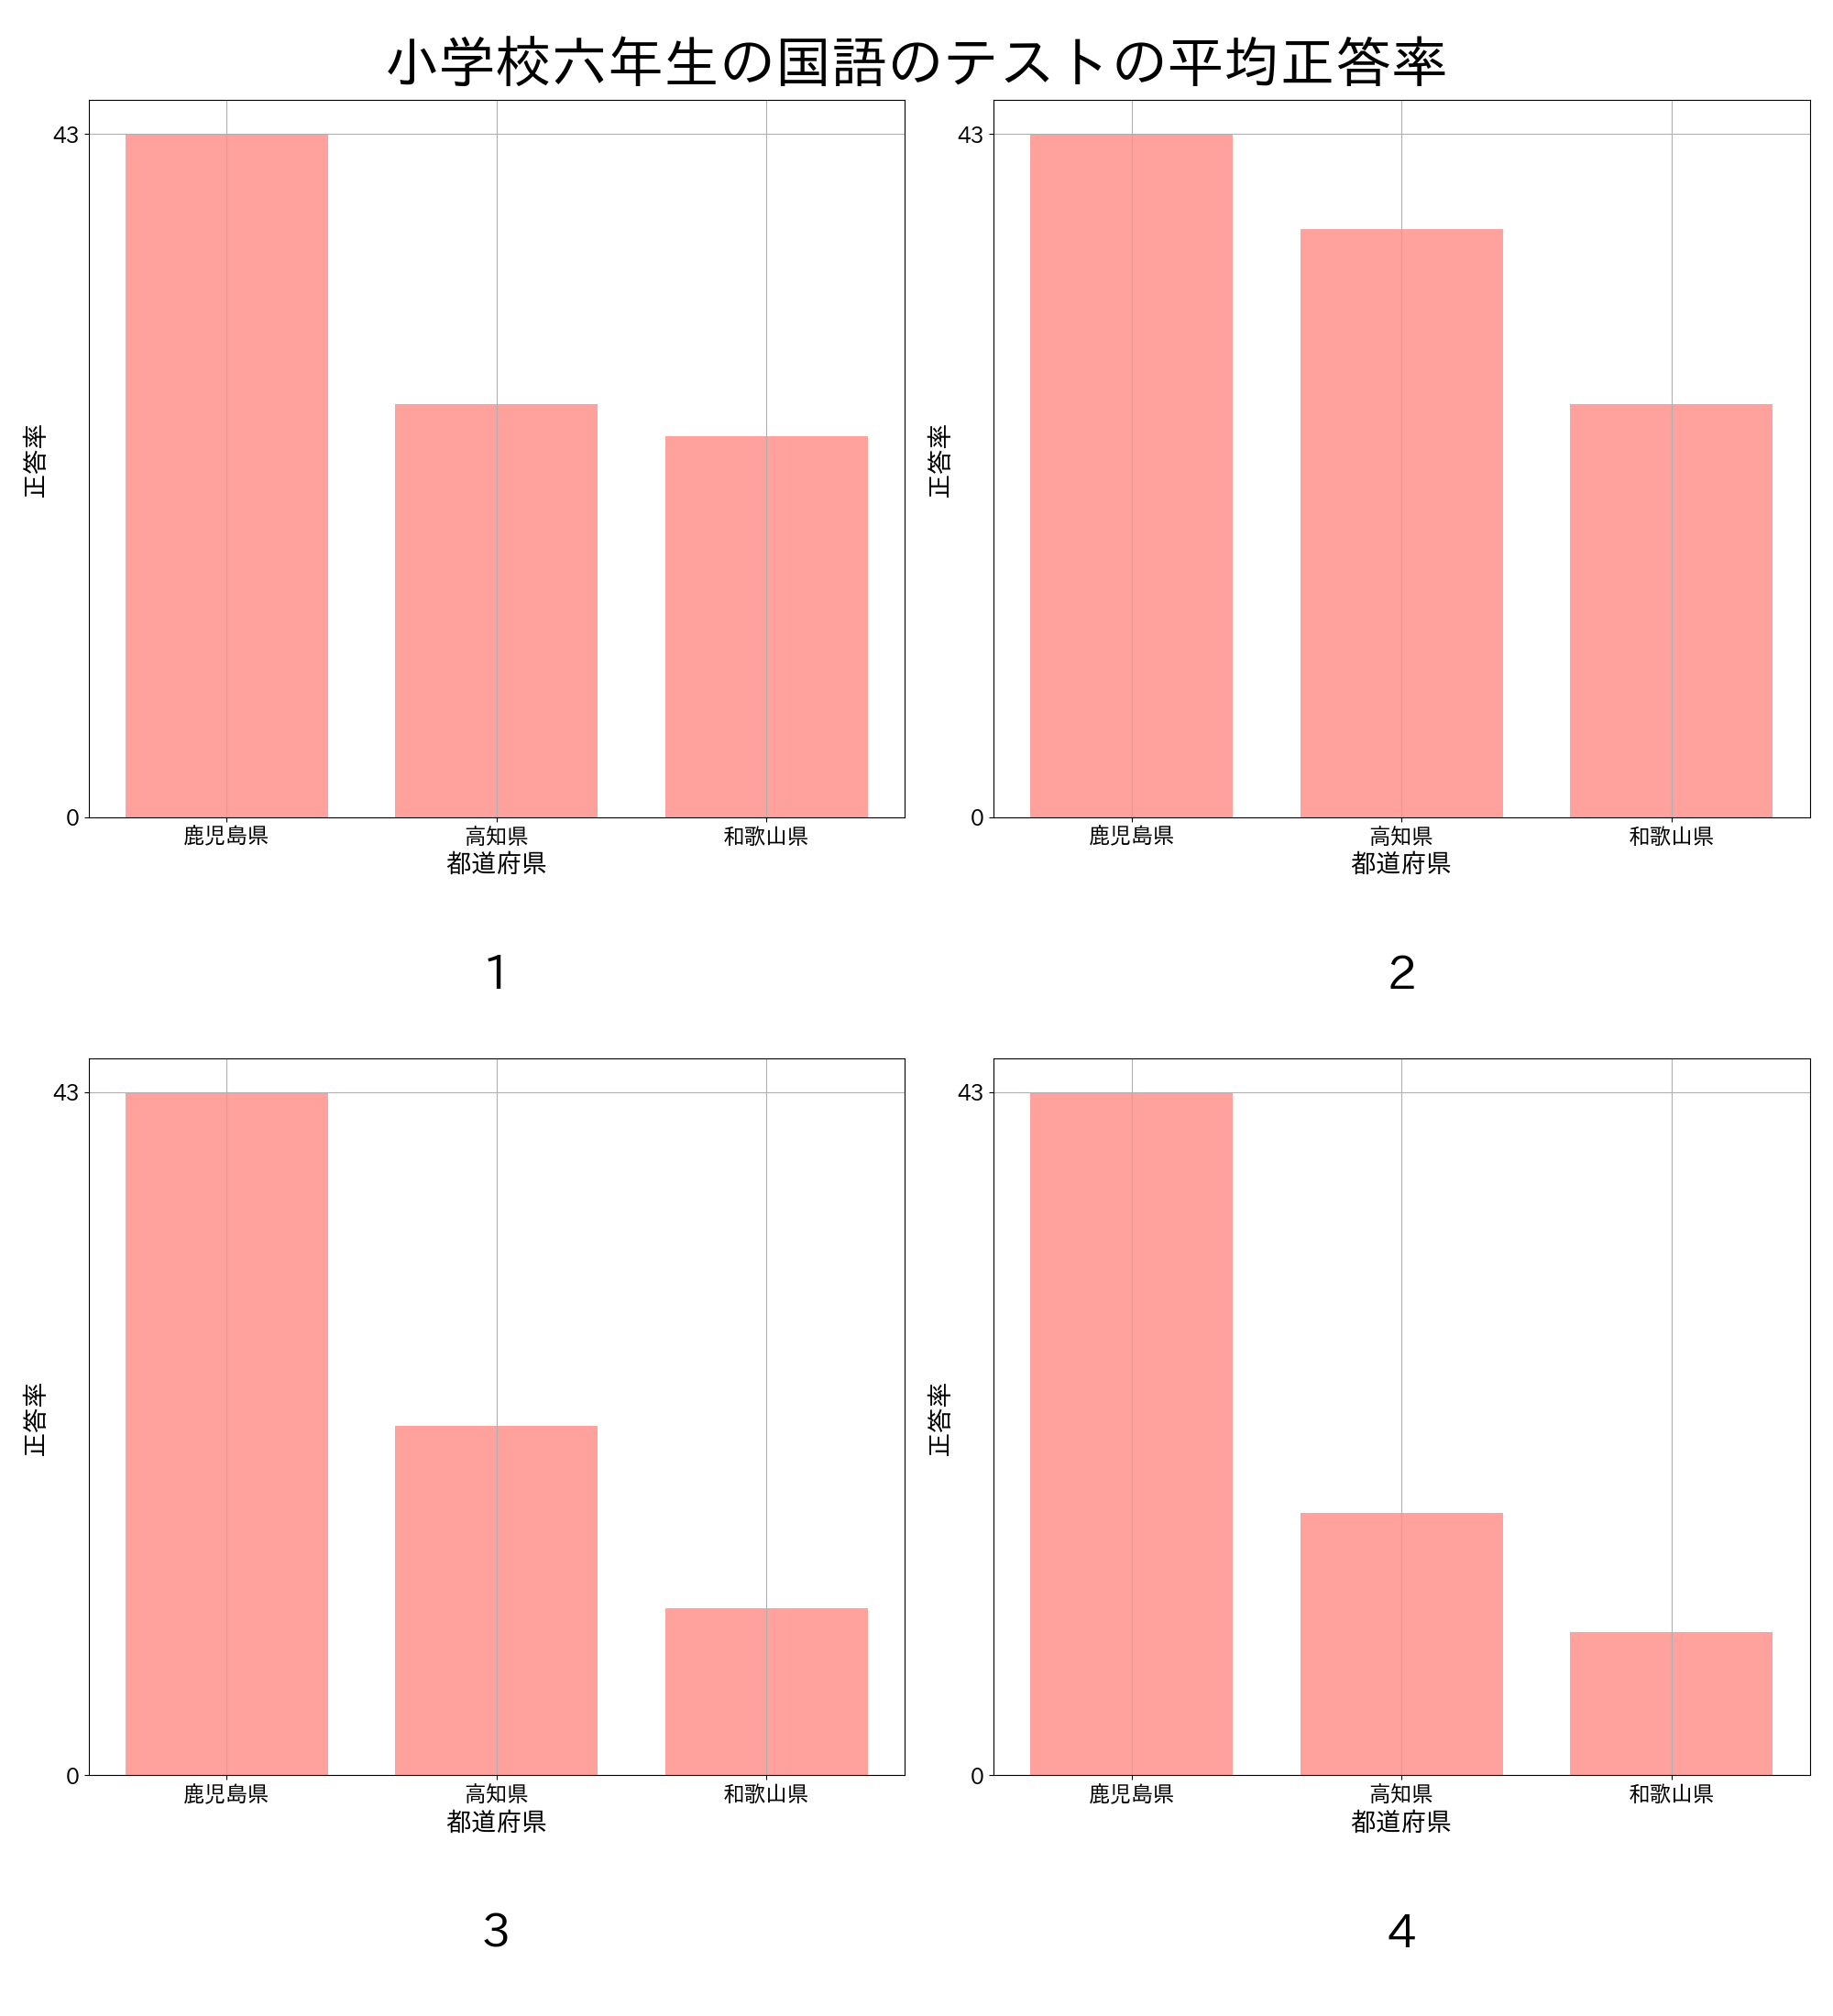 小学校六年生の国語のテストの平均正答率
43
0
正答率
鹿児島県 高知県 和歌山県
都道府県
1
43
0
正答率
鹿児島県 高知県 和歌山県
都道府県
2
43
0
正答率
鹿児島県 高知県 和歌山県
都道府県
3
43
0
正答率
鹿児島県 高知県 和歌山県
都道府県
4